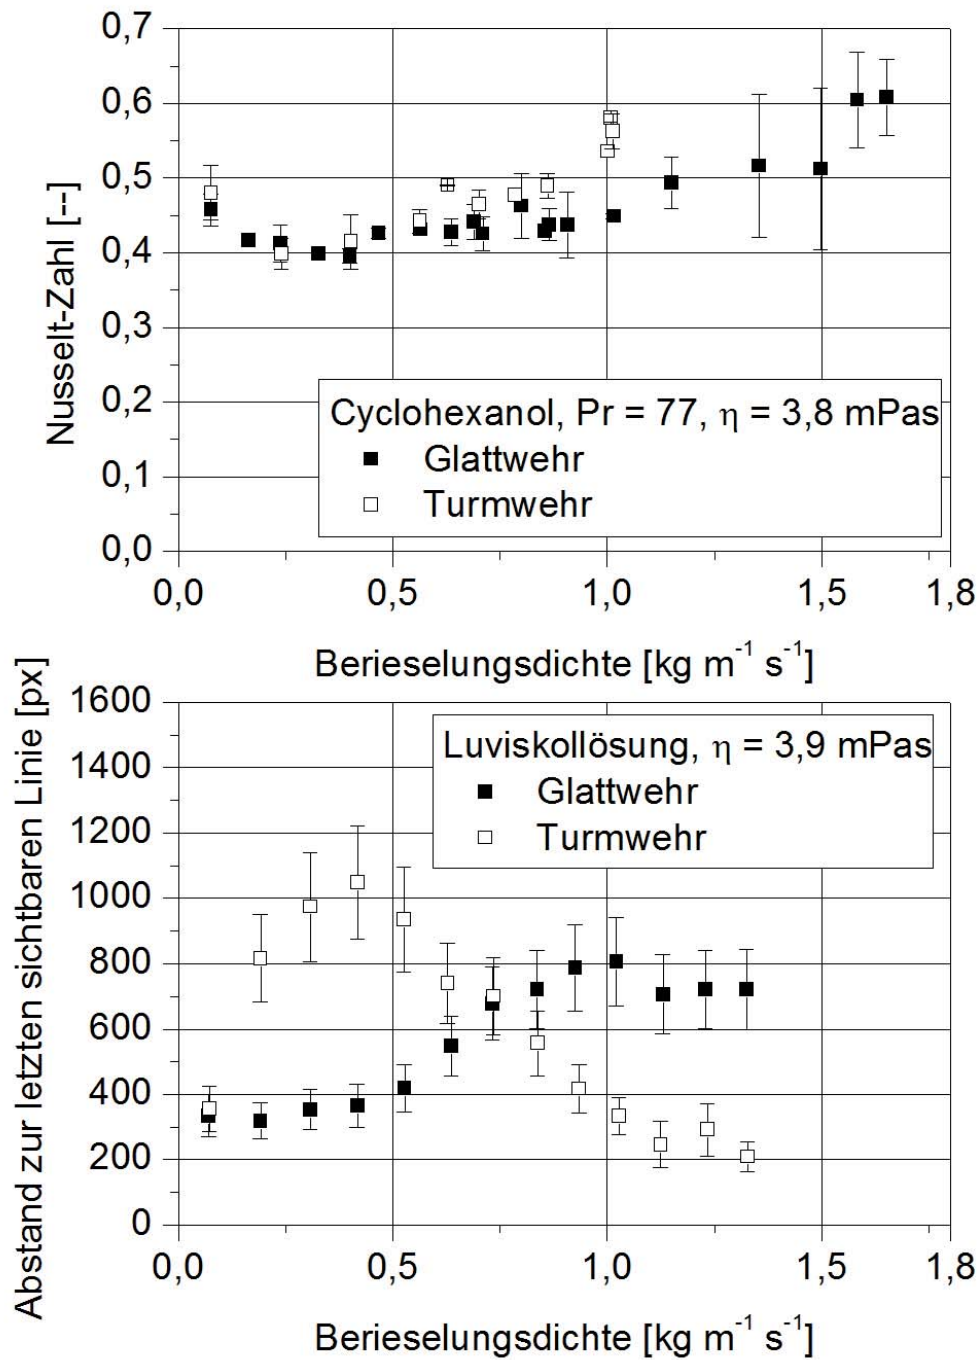 0,7
0,6
0,5
0,4
0,3
0,2
0,1
0,0
Nusselt-Zahl [--]
Cyclohexanol, Pr = 77, η = 3,8 mPas
Glattwehr
Turmwehr
0,0 0,5 1,0 1,5 1,8
Berieselungsdichte [kg m⁻¹ s⁻¹]
1600
1400
1200
1000
800
600
400
200
0
Abstand zur letzten sichtbaren Linie [px]
Luviskollösung, η = 3,9 mPas
Glattwehr
Turmwehr
0,0 0,5 1,0 1,5 1,8
Berieselungsdichte [kg m⁻¹ s⁻¹]